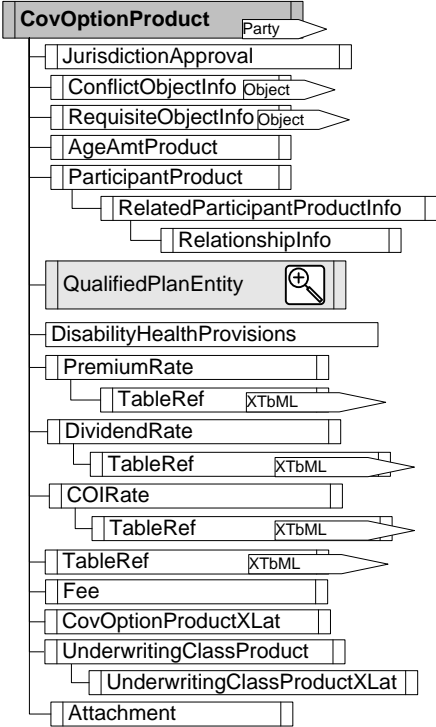 CovOptionProduct
Party
JurisdictionApproval
ConflictObjectInfo Object
RequisiteObjectInfo Object
AgeAmtProduct
ParticipantProduct
RelatedParticipantProductInfo
RelationshipInfo
QualifiedPlanEntity
DisabilityHealthProvisions
PremiumRate
TableRef XTbML
DividendRate
TableRef XTbML
COIRate
TableRef XTbML
TableRef XTbML
Fee
CovOptionProductXLat
UnderwritingClassProduct
UnderwritingClassProductXLat
Attachment